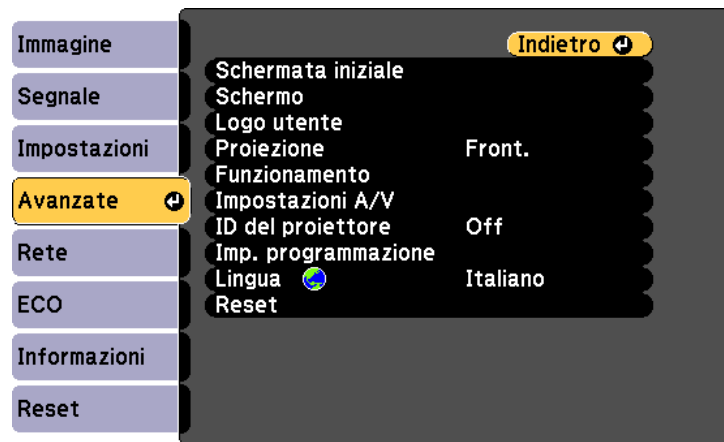 Immagine
Segnale
Impostazioni
Avanzate
Rete
ECO
Informazioni
Reset
Indietro
Schermata iniziale
Schermo
Logo utente
Proiezione Front.
Funzionamento
Impostazioni A/V
ID del proiettore Off
Imp. programmazione
Lingua Italiano
Reset